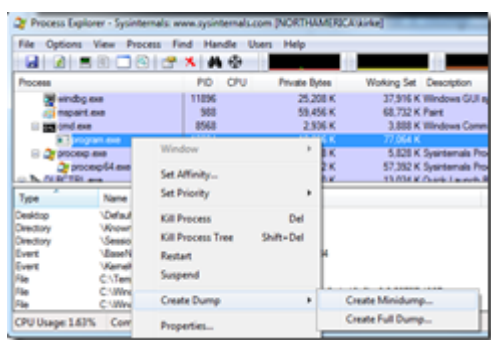 Process Explorer - Sysinternals: www.sysinternals.com [NORTHAMERICA\kirke]
File Options View Process Find Handle Users Help
Process PID CPU Private Bytes Working Set Description
windbg.exe 11896 25,208 K 37,916 K Windows GUI
mspaint.exe 988 59,456 K 68,732 K Paint
cmd.exe 8568 2,936 K 3,888 K Windows Comm
program.exe 77,064 K
procexp.exe 5,828 K Sysinternals Pro
procexp64.exe 57,392 K Sysinternals Pro
Window
Set Affinity...
Set Priority
Kill Process Del
Kill Process Tree Shift+Del
Restart
Suspend
Create Dump
Properties...
Create Minidump...
Create Full Dump...
Type Name
Desktop \Defaul
Directory \Known
Directory \Sessio
Event \BaseN
Event \Kernel
File C:\Tem
File C:\Win
File C:\Win
CPU Usage: 1.63% Com